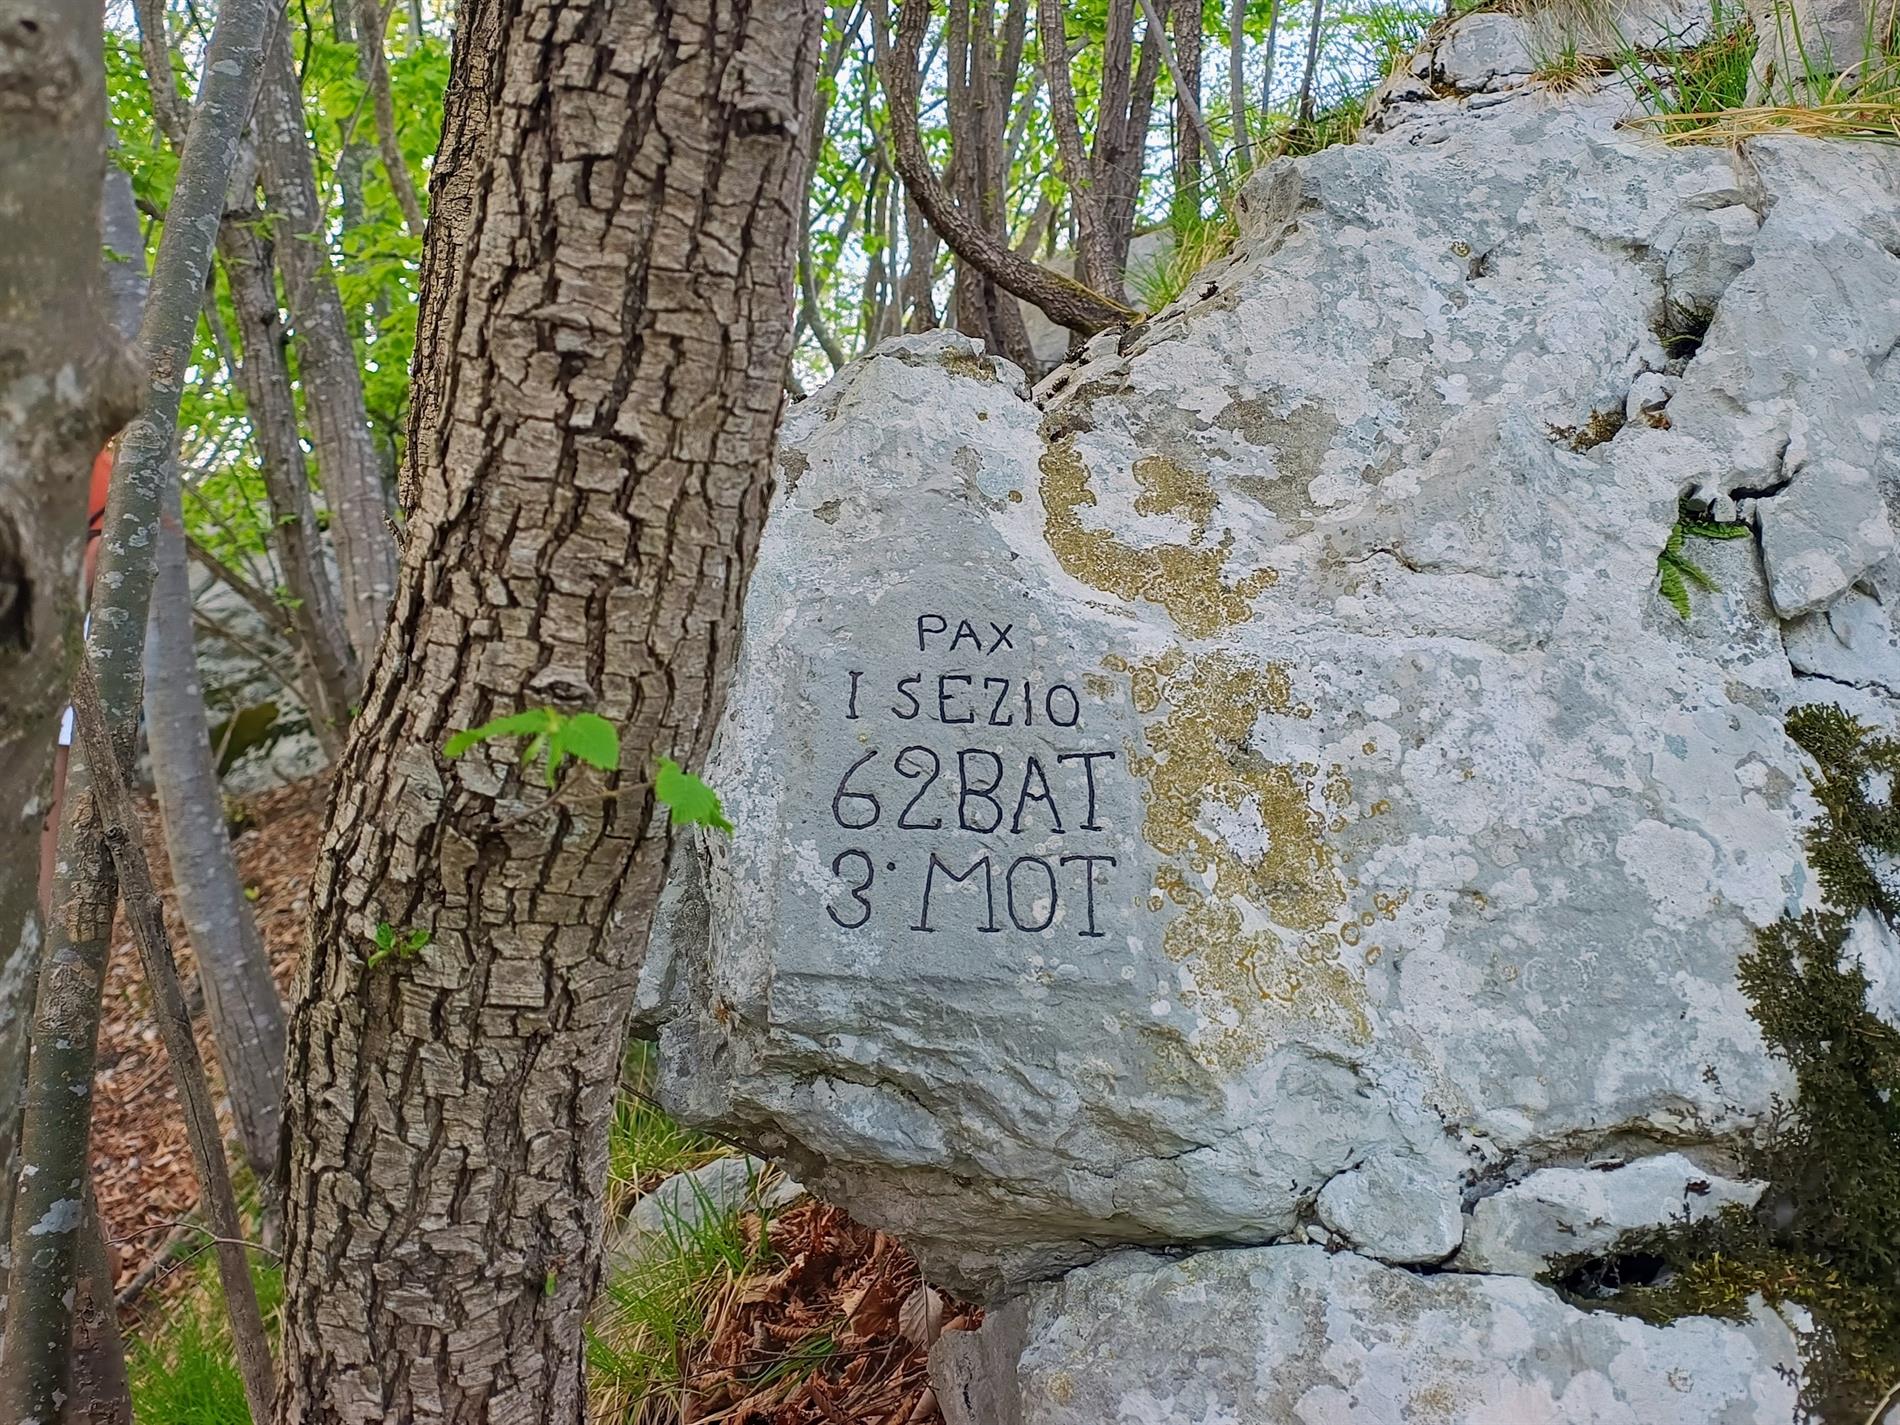 PAX
I SEZIO
62BAT
3·MOT